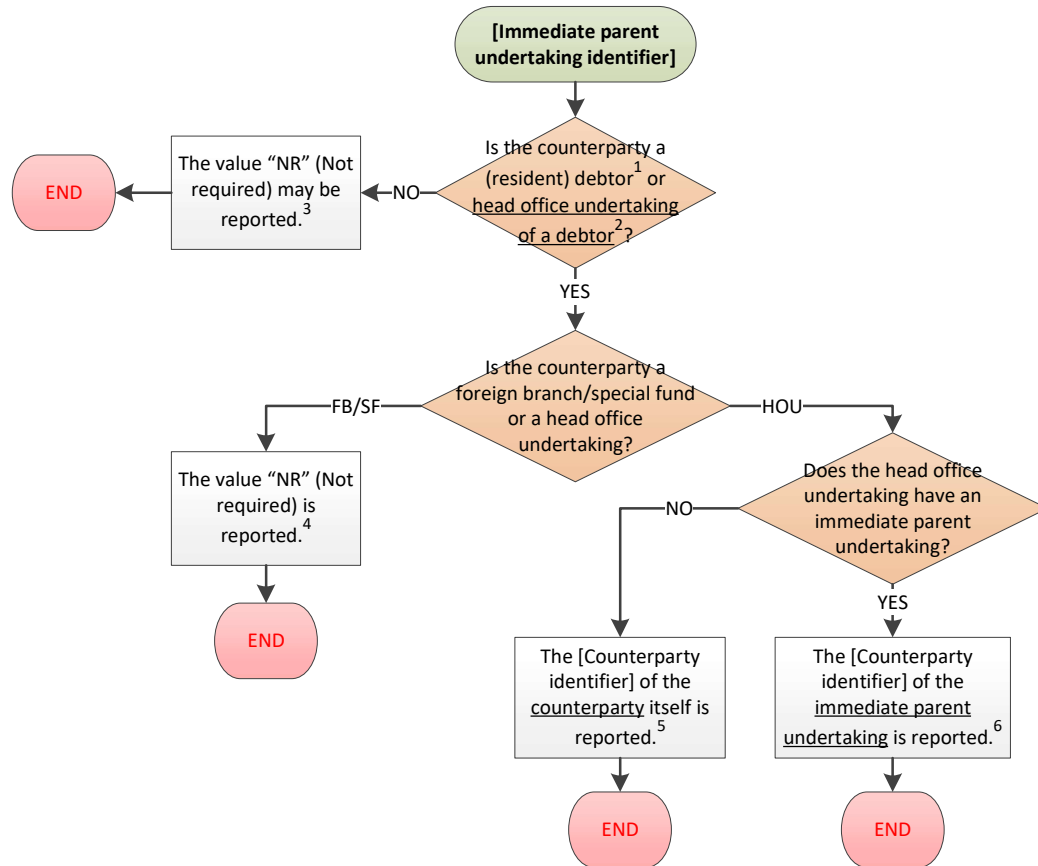 [Immediate parent
undertaking identifier]
Is the counterparty a
(resident) debtor1 or
head office undertaking
of a debtor2?
NO
The value “NR” (Not
required) may be
reported.3
END
YES
Is the counterparty a
foreign branch/special fund
or a head office
undertaking?
FB/SF
HOU
The value “NR” (Not
required) is
reported.4
END
Does the head office
undertaking have an
immediate parent
undertaking?
NO
YES
The [Counterparty
identifier] of the
counterparty itself is
reported.5
END
The [Counterparty
identifier] of the
immediate parent
undertaking is reported.6
END